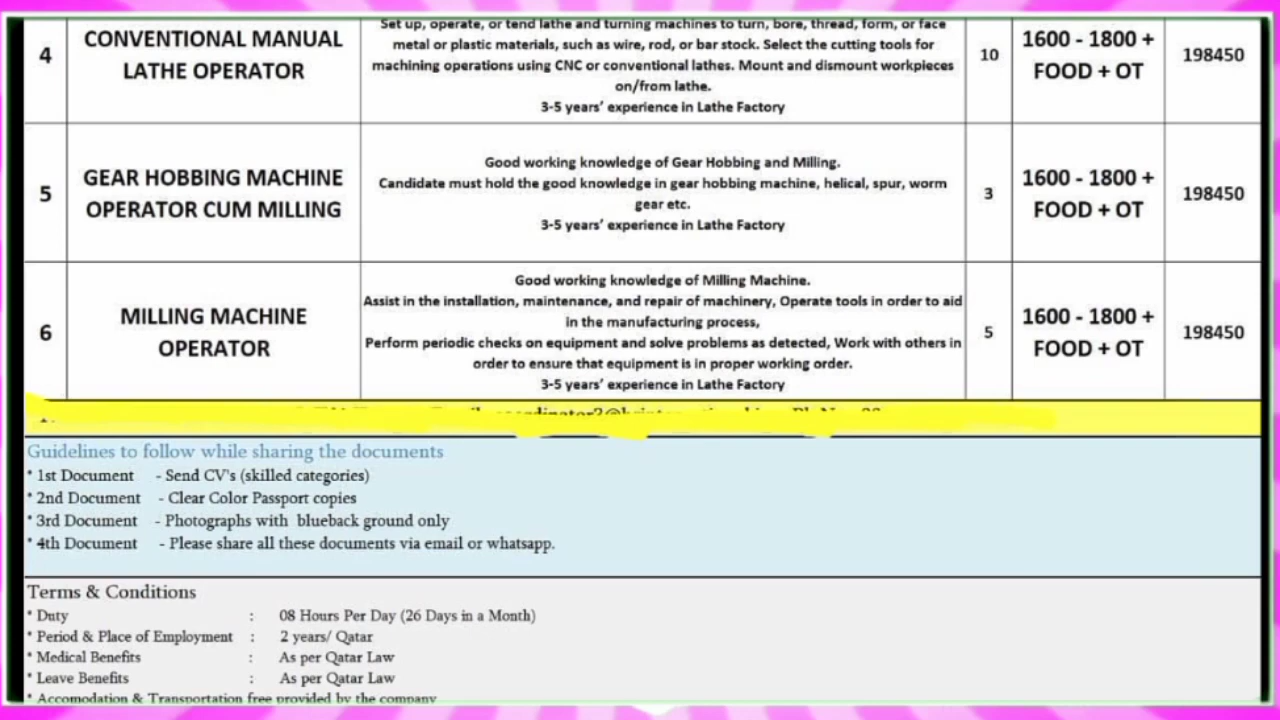 4
CONVENTIONAL MANUAL
LATHE OPERATOR
Set up, operate, or tend lathe and turning machines to turn, bore, thread, form, or face
metal or plastic materials, such as wire, rod, or bar stock. Select the cutting tools for
machining operations using CNC or conventional lathes. Mount and dismount workpieces
on/from lathe.
3-5 years' experience in Lathe Factory
10
1600 - 1800 +
FOOD + OT
198450
5
GEAR HOBBING MACHINE
OPERATOR CUM MILLING
Good working knowledge of Gear Hobbing and Milling.
Candidate must hold the good knowledge in gear hobbing machine, helical, spur, worm
gear etc.
3-5 years' experience in Lathe Factory
3
1600 - 1800 +
FOOD + OT
198450
6
MILLING MACHINE
OPERATOR
Good working knowledge of Milling Machine.
Assist in the installation, maintenance, and repair of machinery, Operate tools in order to aid
in the manufacturing process,
Perform periodic checks on equipment and solve problems as detected, Work with others in
order to ensure that equipment is in proper working order.
3-5 years' experience in Lathe Factory
5
1600 - 1800 +
FOOD + OT
198450
Guidelines to follow while sharing the documents
* 1st Document - Send CV's (skilled categories)
* 2nd Document - Clear Color Passport copies
* 3rd Document - Photographs with blueback ground only
* 4th Document - Please share all these documents via email or whatsapp.
Terms & Conditions
* Duty : 08 Hours Per Day (26 Days in a Month)
* Period & Place of Employment : 2 years/ Qatar
* Medical Benefits : As per Qatar Law
* Leave Benefits : As per Qatar Law
* Accomodation & Transportation free provided by the company